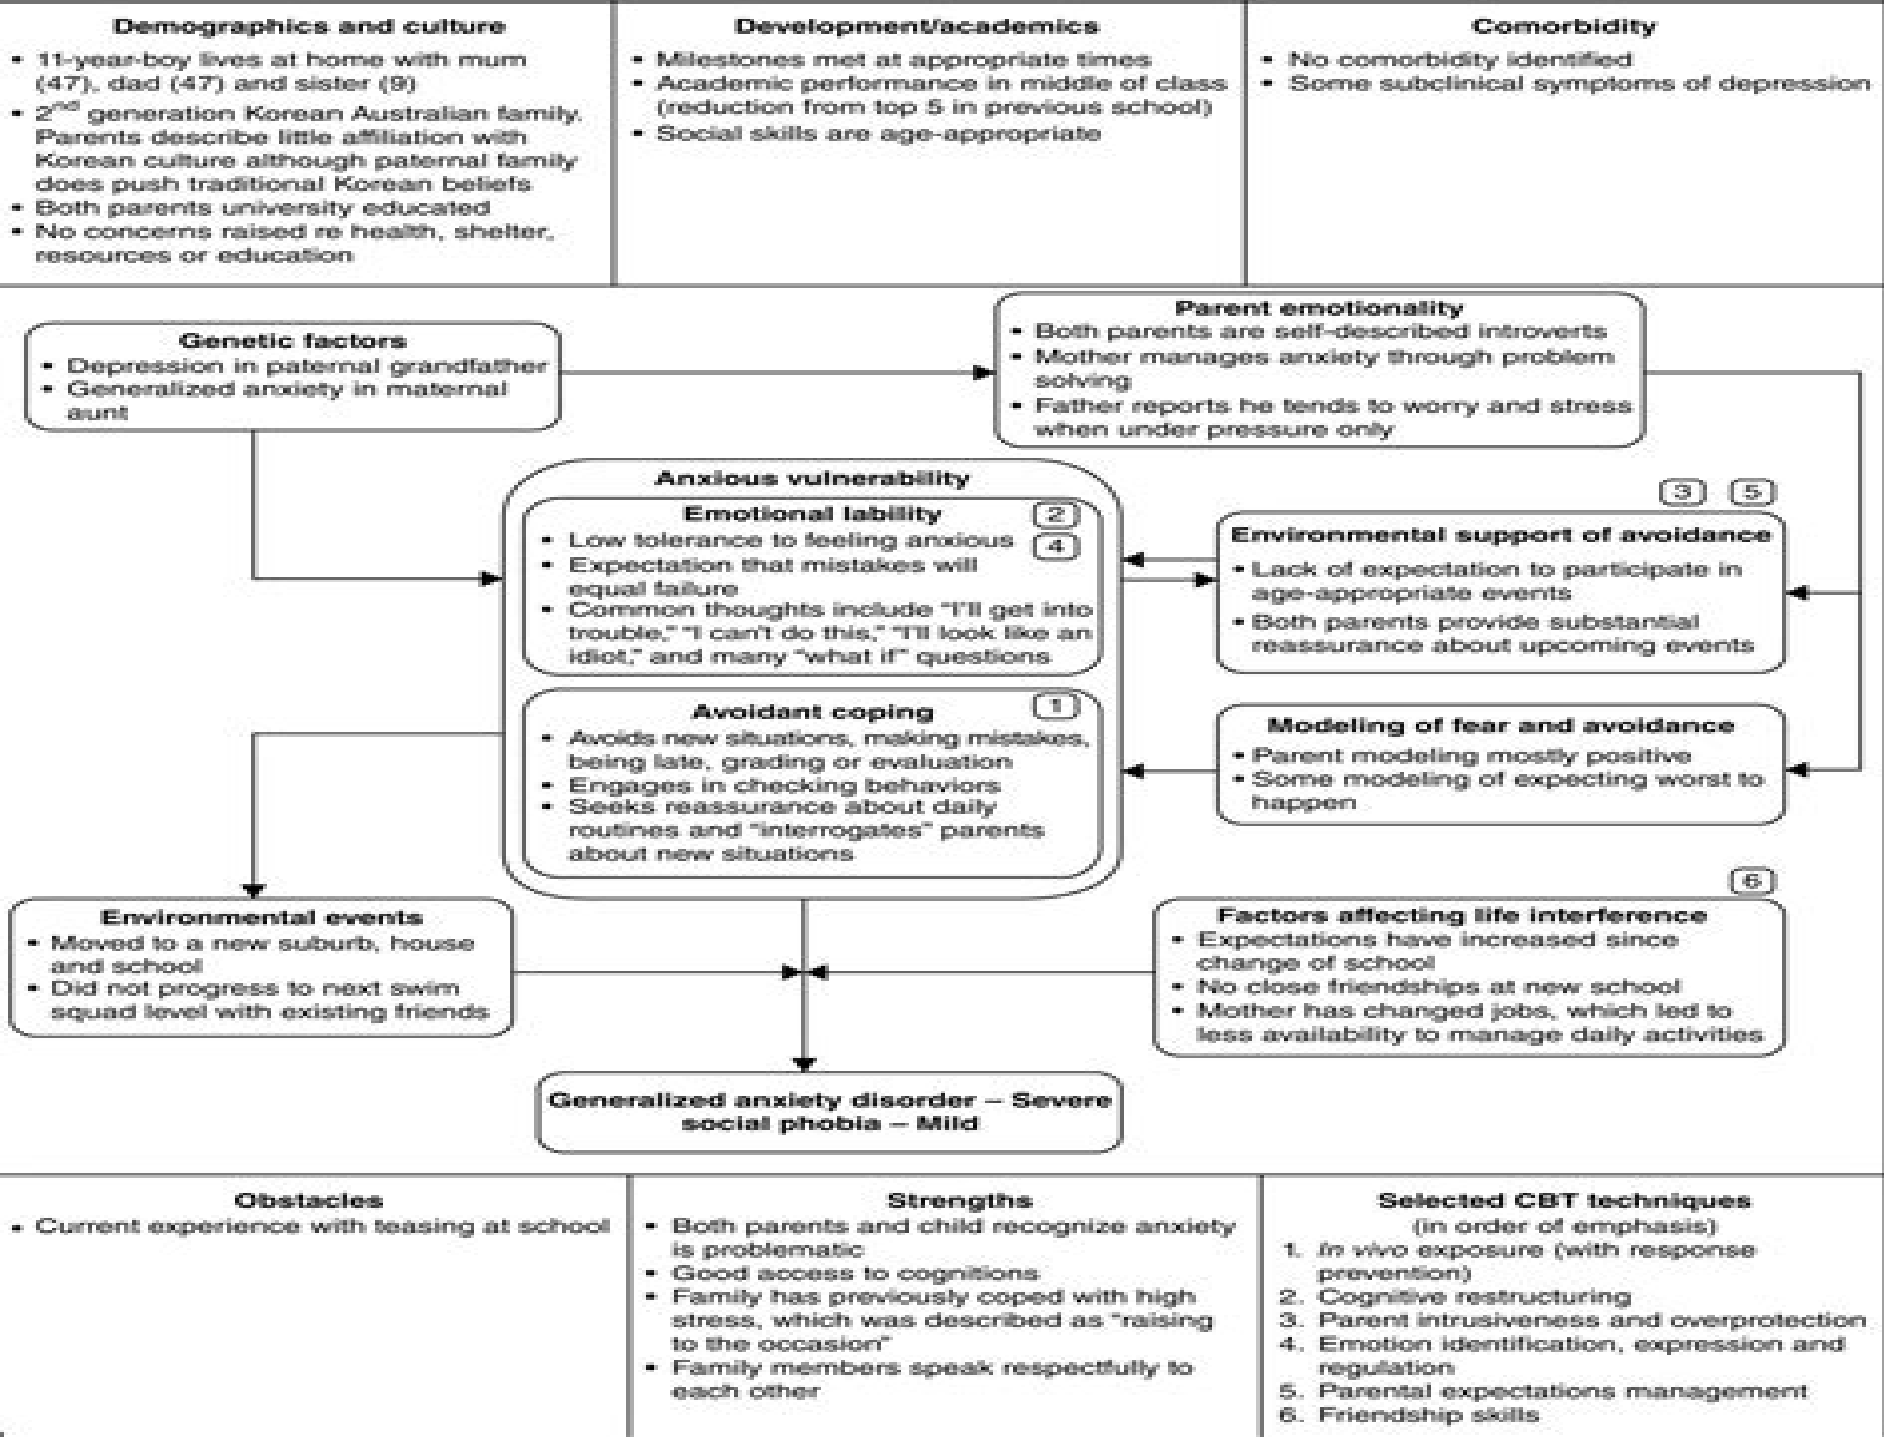 Demographics and culture
• 11-year-boy lives at home with mum
(47), dad (47) and sister (9)
• 2nd generation Korean Australian family.
Parents describe little affiliation with
Korean culture although paternal family
does push traditional Korean beliefs
• Both parents university educated
• No concerns raised re health, shelter,
resources or education
Development/academics
• Milestones met at appropriate times
• Academic performance in middle of class
(reduction from top 5 in previous school)
• Social skills are age-appropriate
Comorbidity
• No comorbidity identified
• Some subclinical symptoms of depression
Genetic factors
• Depression in paternal grandfather
• Generalized anxiety in maternal
aunt
Parent emotionality
• Both parents are self-described introverts
• Mother manages anxiety through problem
solving
• Father reports he tends to worry and stress
when under pressure only
Anxious vulnerability
Emotional lability
2
4
• Low tolerance to feeling anxious
• Expectation that mistakes will
equal failure
• Common thoughts include "I'll get into
trouble," "I can't do this," "I'll look like an
idiot," and many "what if" questions
Avoidant coping
1
• Avoids new situations, making mistakes,
being late, grading or evaluation
• Engages in checking behaviors
• Seeks reassurance about daily
routines and "interrogates" parents
about new situations
3 5
Environmental support of avoidance
• Lack of expectation to participate in
age-appropriate events
• Both parents provide substantial
reassurance about upcoming events
Modeling of fear and avoidance
• Parent modeling mostly positive
• Some modeling of expecting worst to
happen
Environmental events
• Moved to a new suburb, house
and school
• Did not progress to next swim
squad level with existing friends
6
Factors affecting life interference
• Expectations have increased since
change of school
• No close friendships at new school
• Mother has changed jobs, which led to
less availability to manage daily activities
Generalized anxiety disorder – Severe
social phobia – Mild
Obstacles
• Current experience with teasing at school
Strengths
• Both parents and child recognize anxiety
is problematic
• Good access to cognitions
• Family has previously coped with high
stress, which was described as "raising
to the occasion"
• Family members speak respectfully to
each other
Selected CBT techniques
(in order of emphasis)
1. In vivo exposure (with response
prevention)
2. Cognitive restructuring
3. Parent intrusiveness and overprotection
4. Emotion identification, expression and
regulation
5. Parental expectations management
6. Friendship skills